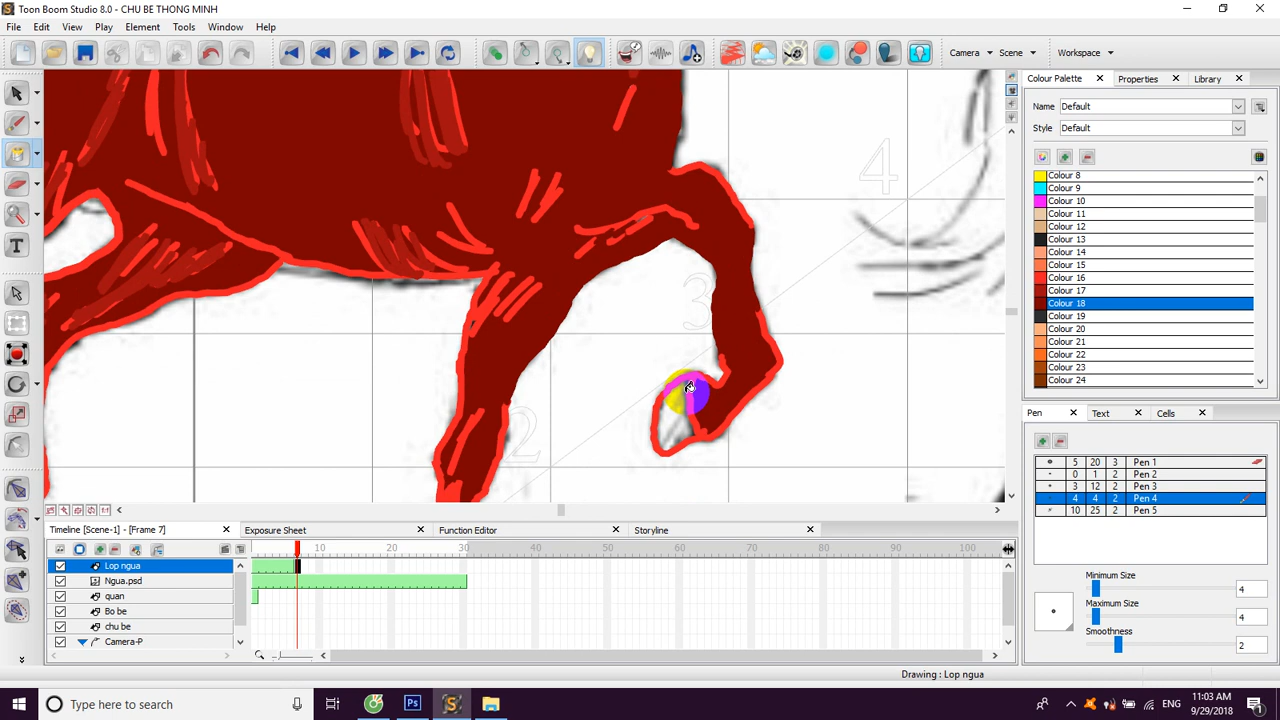 Toon Boom Studio 8.0 - CHU BE THONG MINH
File Edit View Play Element Tools Window Help
Camera Scene Workspace
Colour Palette Properties Library
Name Default
Style Default
Colour 8
Colour 9
Colour 10
Colour 11
Colour 12
Colour 13
Colour 14
Colour 15
Colour 16
Colour 17
Colour 18
Colour 19
Colour 20
Colour 21
Colour 22
Colour 23
Colour 24
4
3
2
Pen Text Cells
5 20 3 Pen 1
0 1 2 Pen 2
3 12 2 Pen 3
4 4 2 Pen 4
10 25 2 Pen 5
Minimum Size
4
Maximum Size
4
Smoothness
2
Timeline [Scene-1] - [Frame 7] Exposure Sheet Function Editor Storyline
10 20 30 40 50 60 70 80 90 100
Lop ngua
Ngua.psd
quan
Bo be
chu be
Camera-P
Drawing : Lop ngua
Type here to search
ENG
11:03 AM
9/29/2018